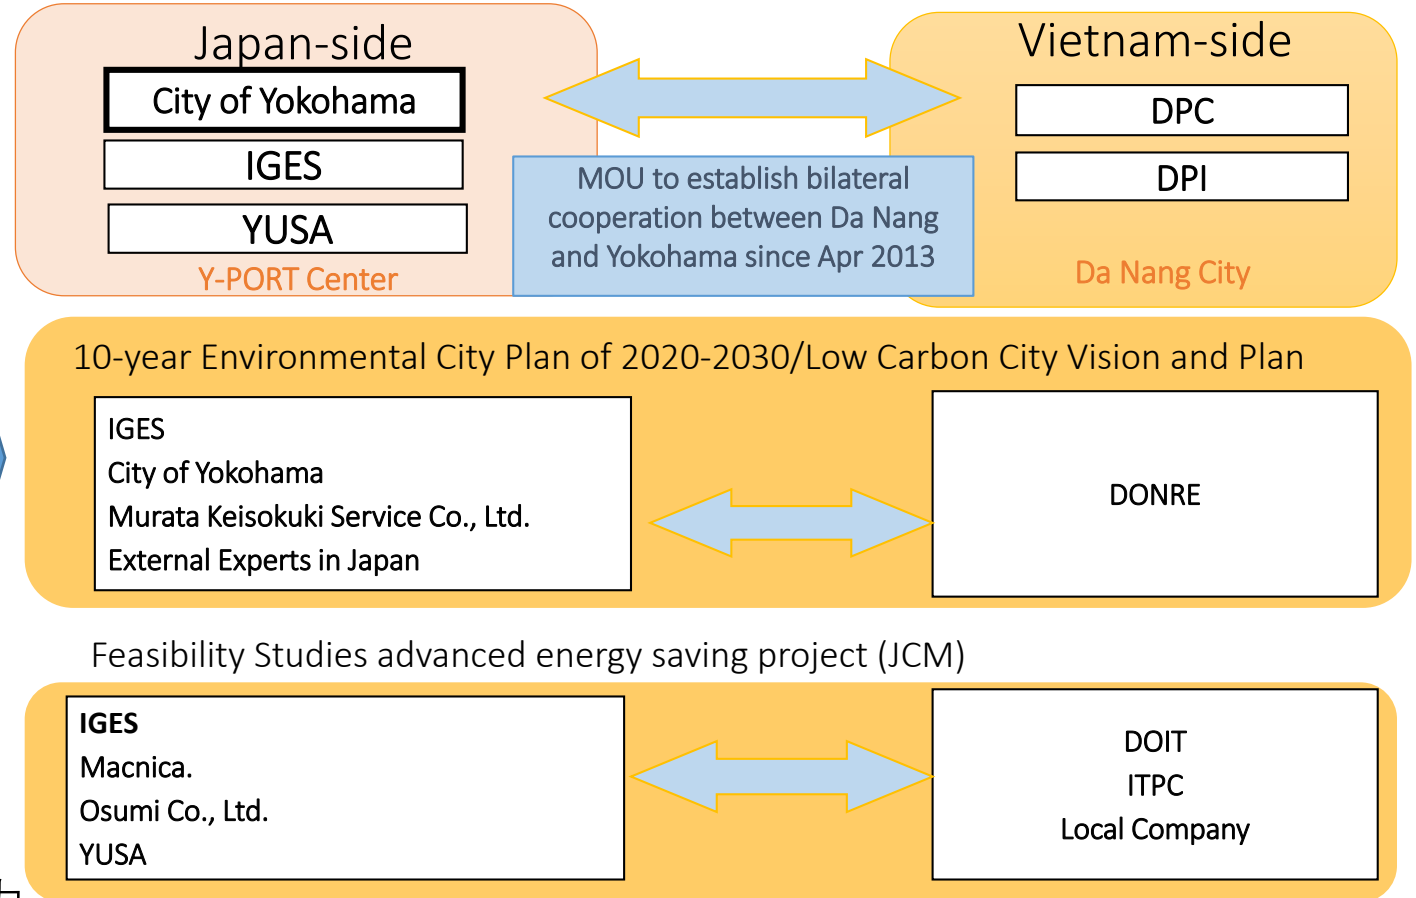 Japan-side
City of Yokohama
IGES
YUSA
Y-PORT Center
MOU to establish bilateral
cooperation between Da Nang
and Yokohama since Apr 2013
Vietnam-side
DPC
DPI
Da Nang City
10-year Environmental City Plan of 2020-2030/Low Carbon City Vision and Plan
IGES
City of Yokohama
Murata Keisokuki Service Co., Ltd.
External Experts in Japan
DONRE
Feasibility Studies advanced energy saving project (JCM)
IGES
Macnica.
Osumi Co., Ltd.
YUSA
DOIT
ITPC
Local Company